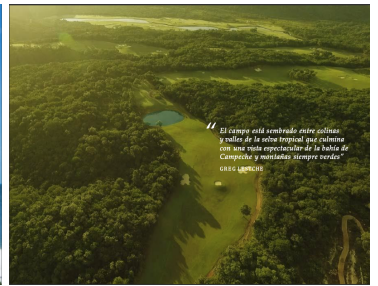 “
El campo está sembrado entre colinas
y valles de la selva tropical que culmina
con una vista espectacular de la bahía de
Campeche y montañas siempre verdes”
GREG